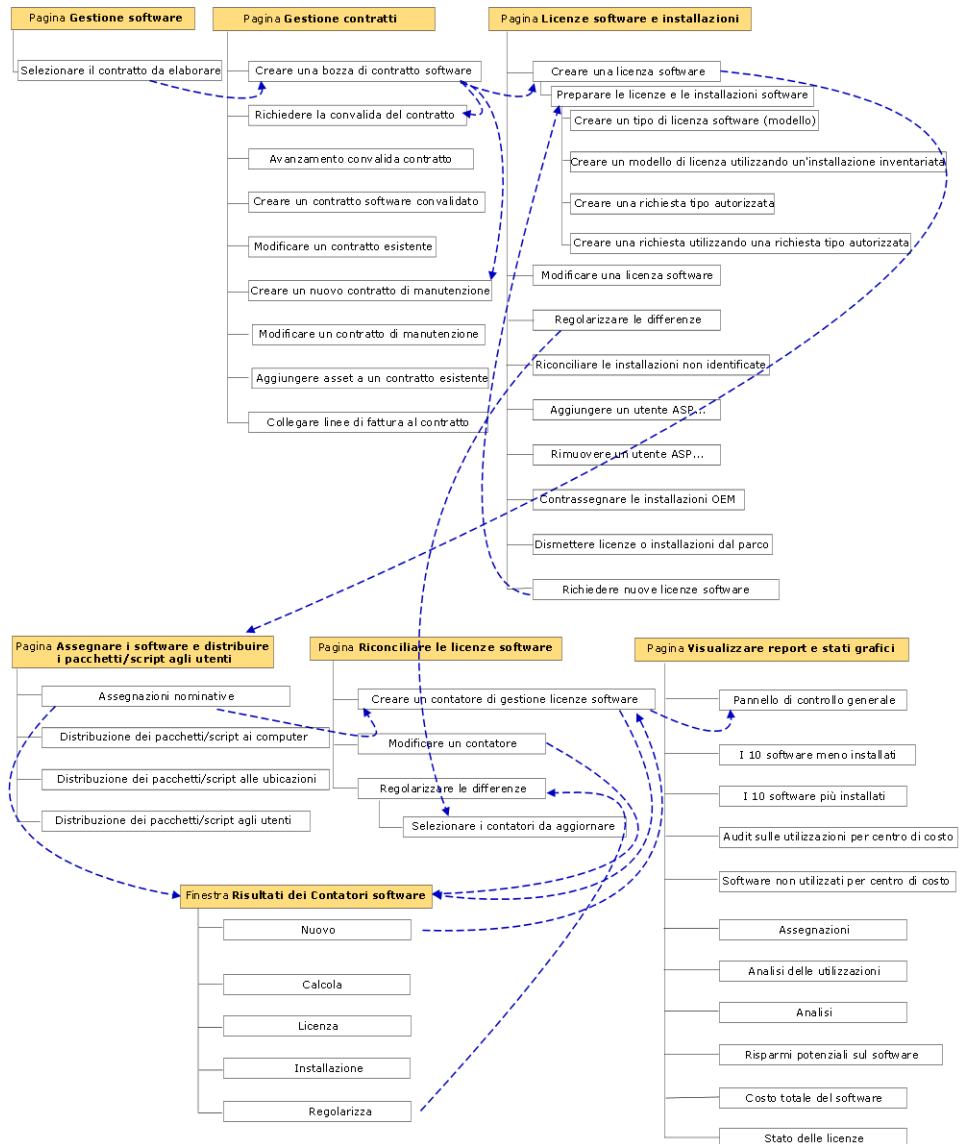 Pagina Gestione software
Selezionare il contratto da elaborare
Pagina Gestione contratti
Creare una bozza di contratto software
Richiedere la convalida del contratto
Avanzamento convalida contratto
Creare un contratto software convalidato
Modificare un contratto esistente
Creare un nuovo contratto di manutenzione
Modificare un contratto di manutenzione
Aggiungere asset a un contratto esistente
Collegare linee di fattura al contratto
Pagina Licenze software e installazioni
Creare una licenza software
Preparare le licenze e le installazioni software
Creare un tipo di licenza software (modello)
Creare un modello di licenza utilizando un'installazione inventariata
Creare una richiesta tipo autorizzata
Creare una richiesta utilizzando una richiesta tipo autorizzata
Modificare una licenza software
Regolarizzare le differenze
Riconciliare le installazioni non identificate
Aggiungere un utente ASP...
Rimuovere un utente ASP...
Contrassegnare le installazioni OEM
Dismettere licenze o installazioni dal parco
Richiedere nuove licenze software
Pagina Assegnare i software e distribuire
i pacchetti/script agli utenti
Assegnazioni nominative
Distribuzione dei pacchetti/script ai computer
Distribuzione dei pacchetti/script alle ubicazioni
Distribuzione dei pacchetti/script agli utenti
Pagina Riconciliare le licenze software
Creare un contatore di gestione licenze software
Modificare un contatore
Regolarizzare le differenze
Selezionare i contatori da aggiornare
Finestra Risultati dei Contatori software
Nuovo
Calcola
Licenza
Installazione
Regolarizza
Pagina Visualizzare report e stati grafici
Pannello di controllo generale
I 10 software meno installati
I 10 software più installati
Audit sulle utilizzazioni per centro di costo
Software non utilizzati per centro di costo
Assegnazioni
Analisi delle utilizzazioni
Analisi
Risparmi potenziali sul software
Costo totale del software
Stato delle licenze